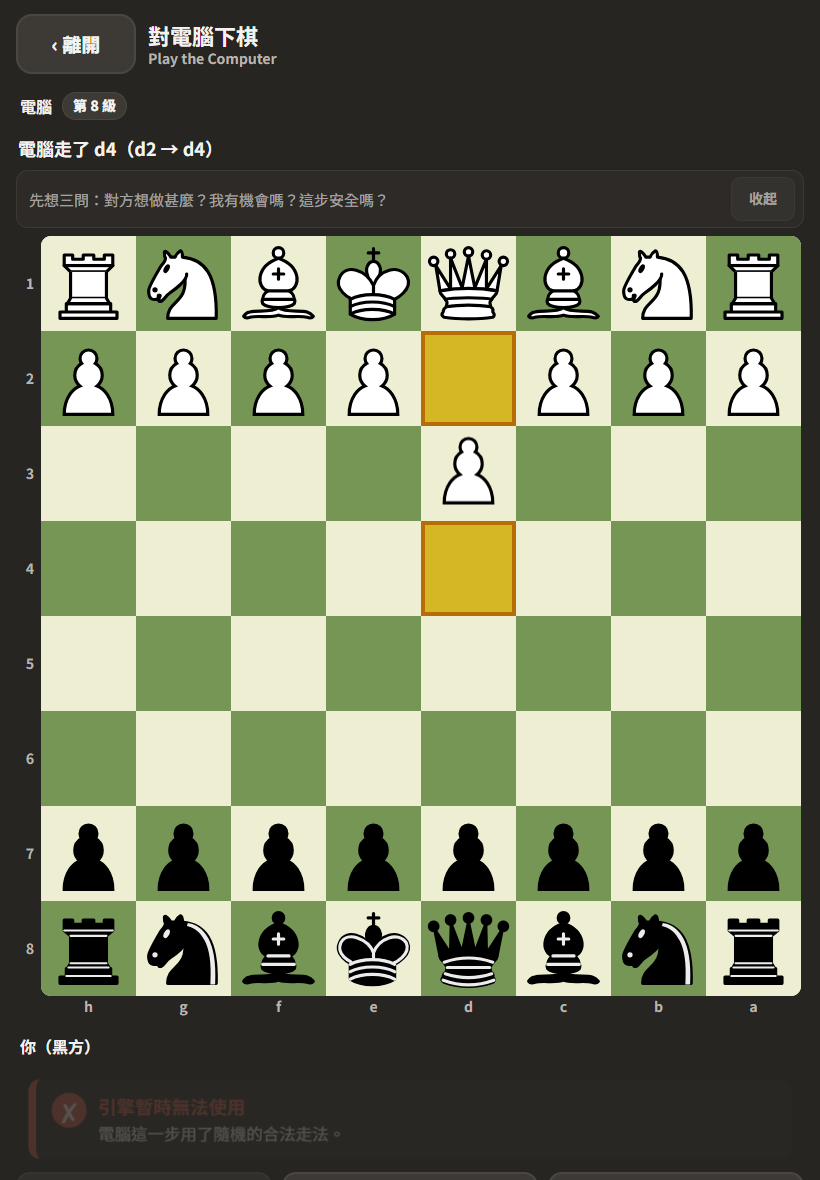 ‹ 離開
對電腦下棋
Play the Computer
電腦 第 8 級
電腦走了 d4（d2 → d4）
先想三問：對方想做甚麼？我有機會嗎？這步安全嗎？ 收起
1
2
3
4
5
6
7
8
h g f e d c b a
你（黑方）
X 引擎暫時無法使用
電腦這一步用了隨機的合法走法。